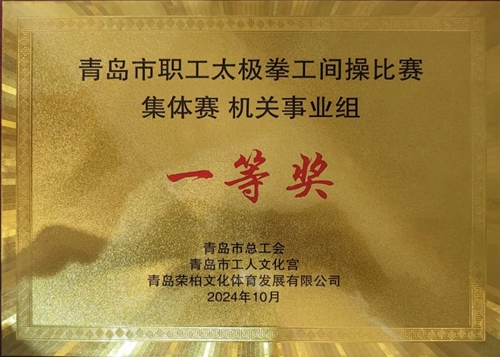 青岛市职工太极拳工间操比赛
集体赛 机关事业组
一等奖
青岛市总工会
青岛市工人文化宫
青岛荣柏文化体育发展有限公司
2024年10月